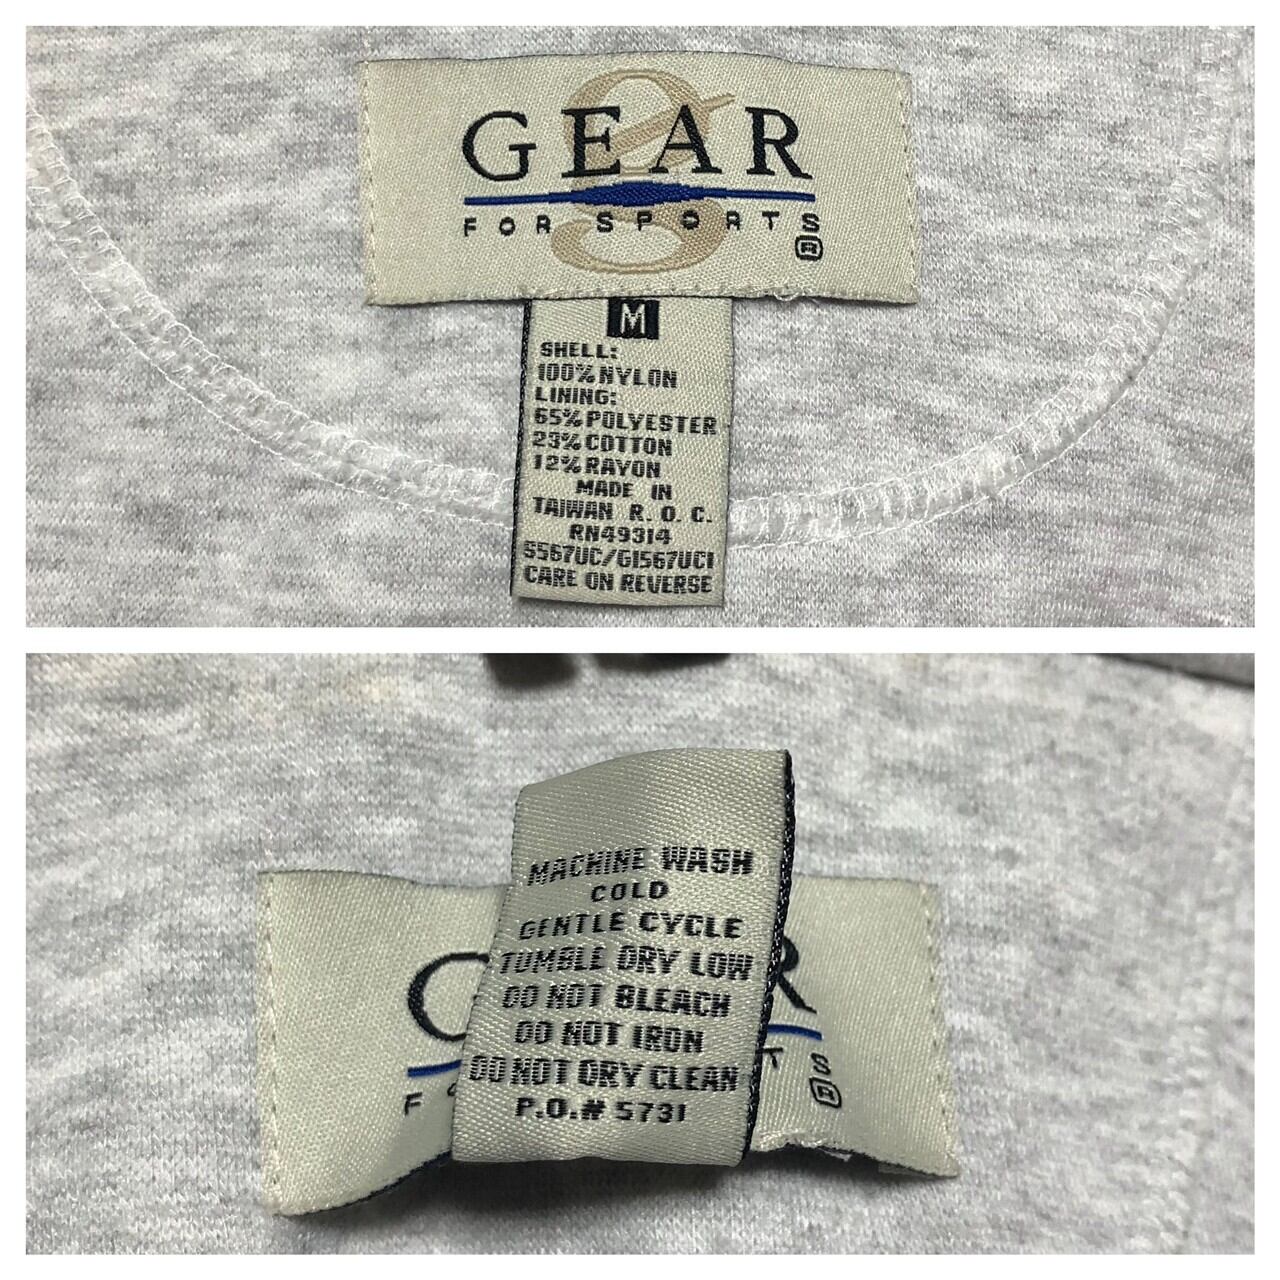 GEAR
FOR SPORTS
®
M
SHELL:
100% NYLON
LINING:
65% POLYESTER
23% COTTON
12% RAYON
MADE IN
TAIWAN R. O. C.
RN49314
S567UC/G1567UC1
CARE ON REVERSE
MACHINE WASH
COLD
GENTLE CYCLE
TUMBLE DRY LOW
DO NOT BLEACH
DO NOT IRON
DO NOT DRY CLEAN
P.O.# 5731